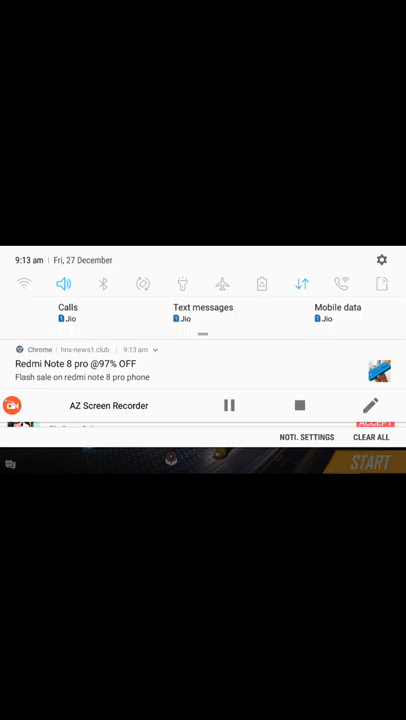 9:13 am | Fri, 27 December
Calls
1 Jio
Text messages
1 Jio
Mobile data
1 Jio
Chrome | hnx-news1.club | 9:13 am
Redmi Note 8 pro @97% OFF
Flash sale on redmi note 8 pro phone
AZ Screen Recorder
ACCEPT
NOTI. SETTINGS
CLEAR ALL
START